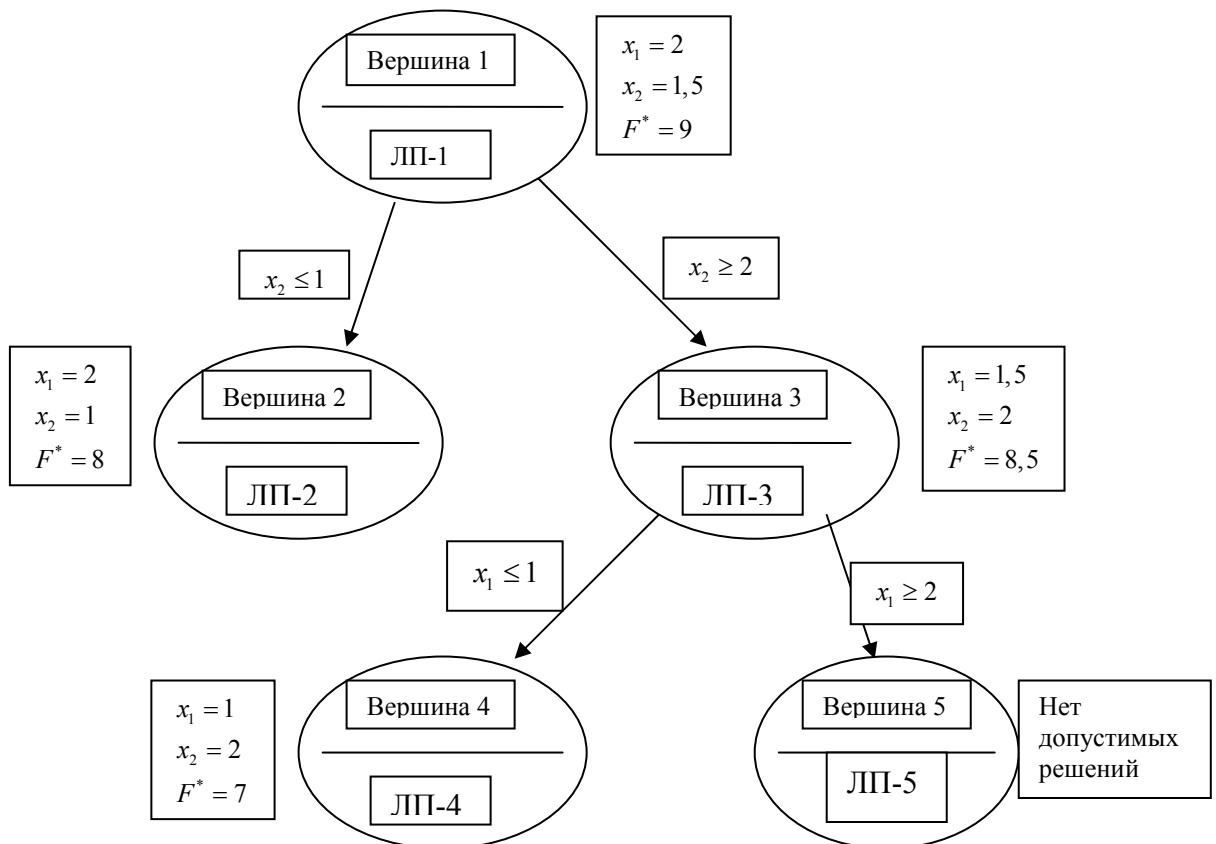 Вершина 1
ЛП-1
x₁ = 2
x₂ = 1,5
F* = 9
x₂ ≤ 1
x₂ ≥ 2
x₁ = 2
x₂ = 1
F* = 8
Вершина 2
ЛП-2
Вершина 3
ЛП-3
x₁ = 1,5
x₂ = 2
F* = 8,5
x₁ ≤ 1
x₁ ≥ 2
x₁ = 1
x₂ = 2
F* = 7
Вершина 4
ЛП-4
Вершина 5
ЛП-5
Нет
допустимых
решений